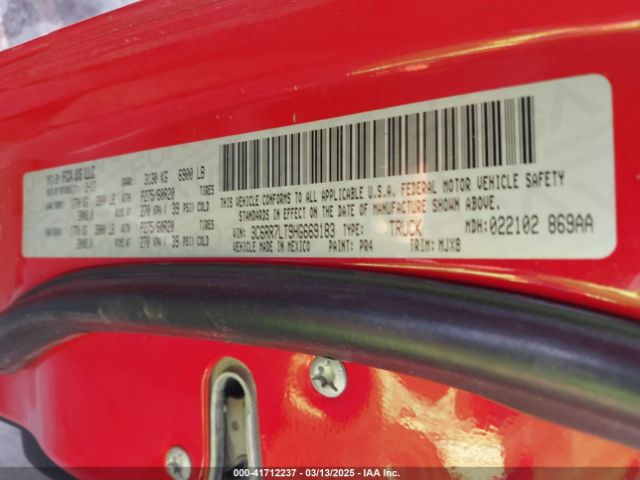 MFD BY FCA US LLC
GVWR: 3130 KG 6900 LB
TIRES
P275/60R20
270 KPA ( 39 PSI) COLD
TIRES
P275/60R20
270 KPA ( 39 PSI) COLD
THIS VEHICLE CONFORMS TO ALL APPLICABLE U.S.A. FEDERAL MOTOR VEHICLE SAFETY
STANDARDS IN EFFECT ON THE DATE OF MANUFACTURE SHOWN ABOVE.
VIN: 3C6RR7LT9HG669183 TYPE: TRUCK MDH: 022102 869AA
VEHICLE MADE IN MEXICO PAINT: PR4 TRIM: MJX8
000-41712237 - 03/13/2025 - IAA Inc.